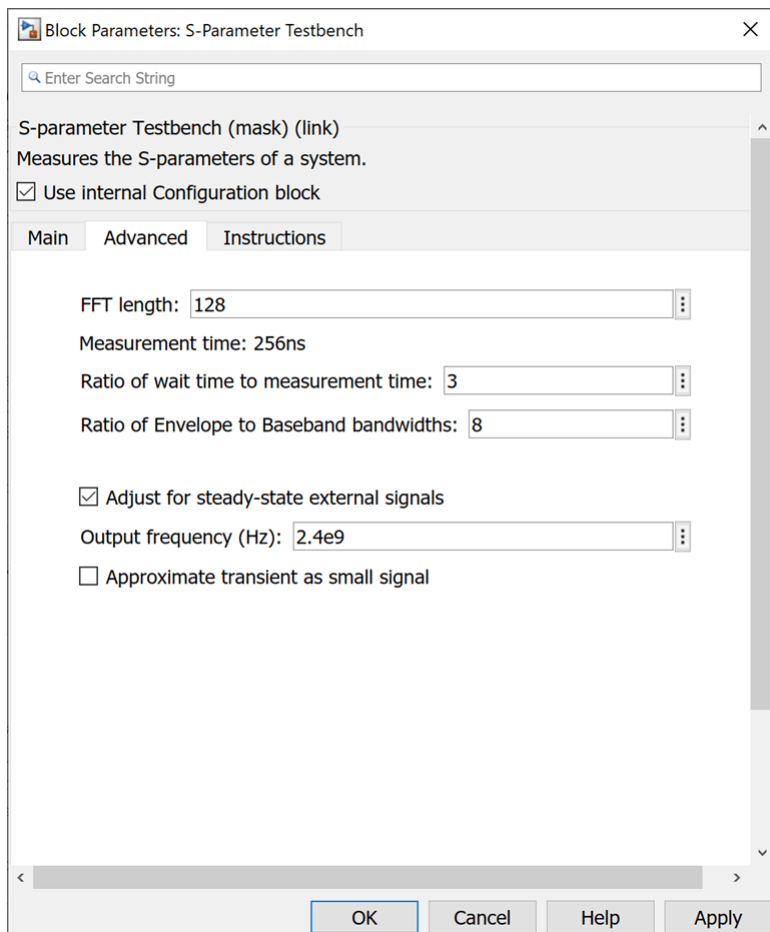 Block Parameters: S-Parameter Testbench
Enter Search String
S-parameter Testbench (mask) (link)
Measures the S-parameters of a system.
Use internal Configuration block
Main Advanced Instructions
FFT length: 128
Measurement time: 256ns
Ratio of wait time to measurement time: 3
Ratio of Envelope to Baseband bandwidths: 8
Adjust for steady-state external signals
Output frequency (Hz): 2.4e9
Approximate transient as small signal
OK Cancel Help Apply